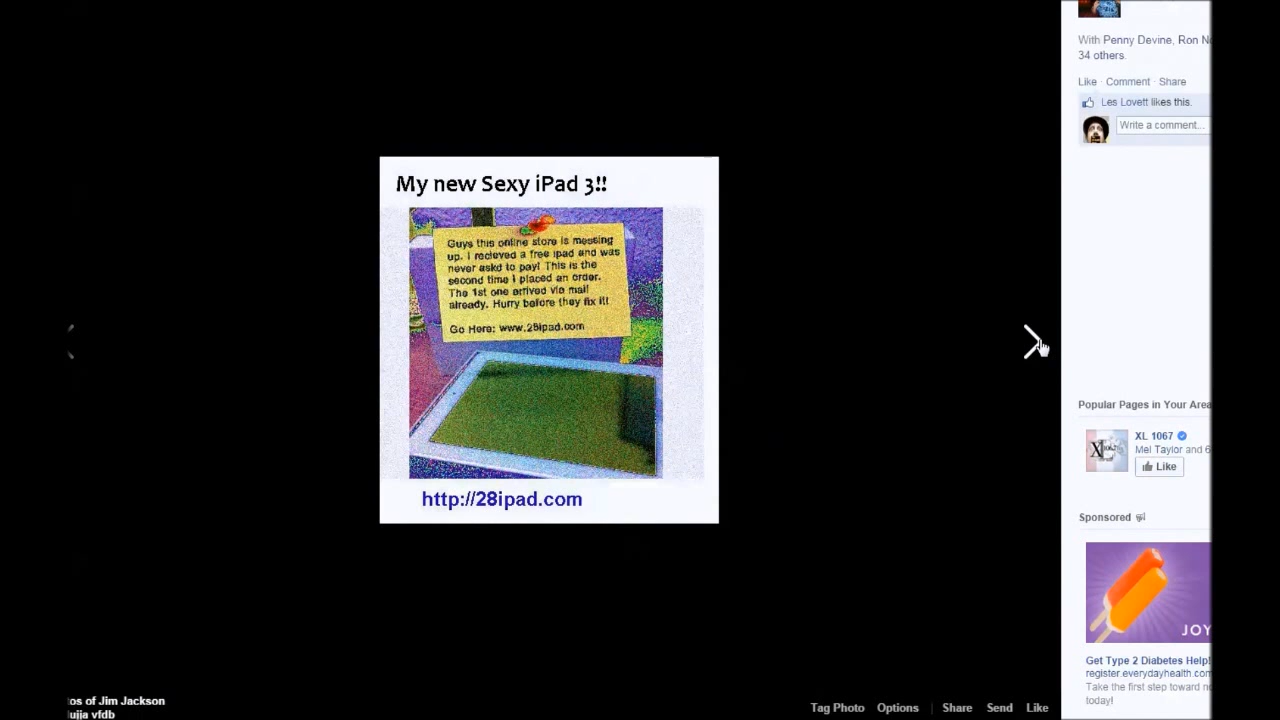 My new Sexy iPad 3!!
Guys this online store is messing
up. I recieved a free ipad and was
never askd to pay! This is the
second time I placed an order.
The 1st one arrived via mail
already. Hurry before they fix it!!
Go Here: www.28ipad.com
http://28ipad.com
With Penny Devine, Ron
34 others.
Like · Comment · Share
Les Lovett likes this.
Write a comment...
Popular Pages in Your Area
XL 1067
Mel Taylor and 6
Like
Sponsored
JOY
Get Type 2 Diabetes Help!
register.everydayhealth.com
Take the first step toward
today!
os of Jim Jackson
ujja vfdb
Tag Photo Options Share Send Like